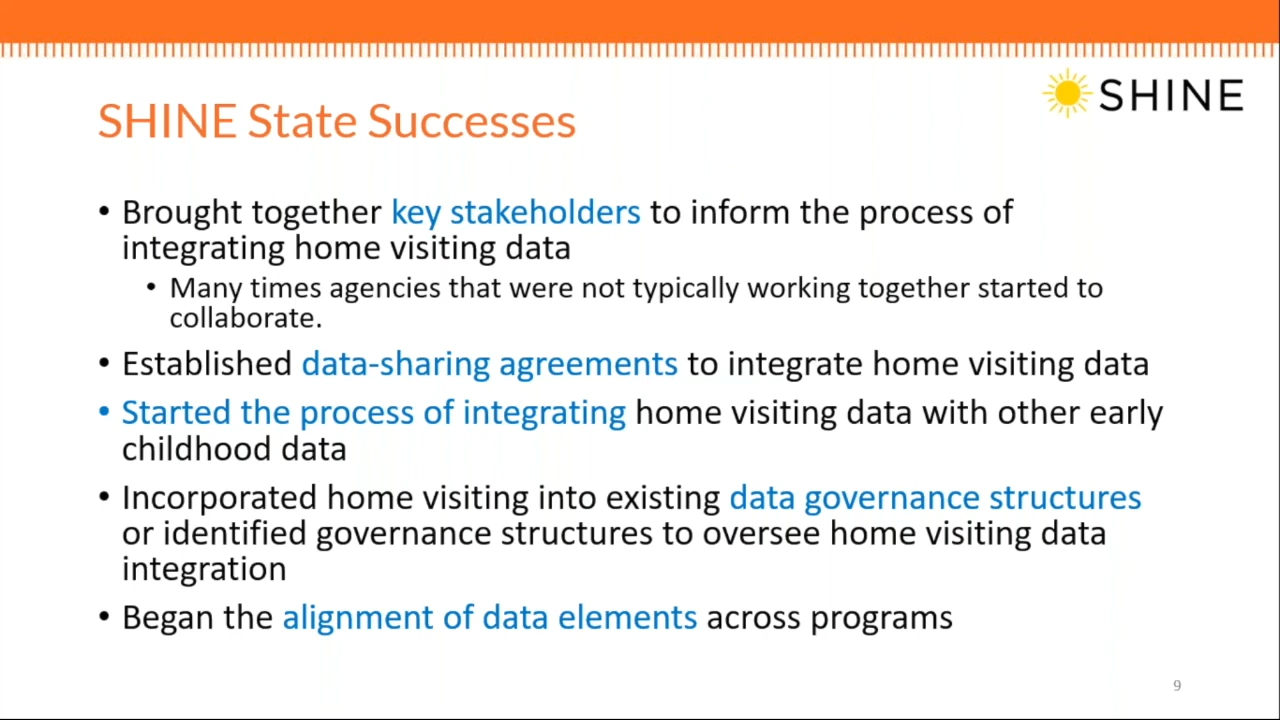 SHINE
SHINE State Successes
• Brought together key stakeholders to inform the process of
integrating home visiting data
• Many times agencies that were not typically working together started to
collaborate.
• Established data-sharing agreements to integrate home visiting data
• Started the process of integrating home visiting data with other early
childhood data
• Incorporated home visiting into existing data governance structures
or identified governance structures to oversee home visiting data
integration
• Began the alignment of data elements across programs
9